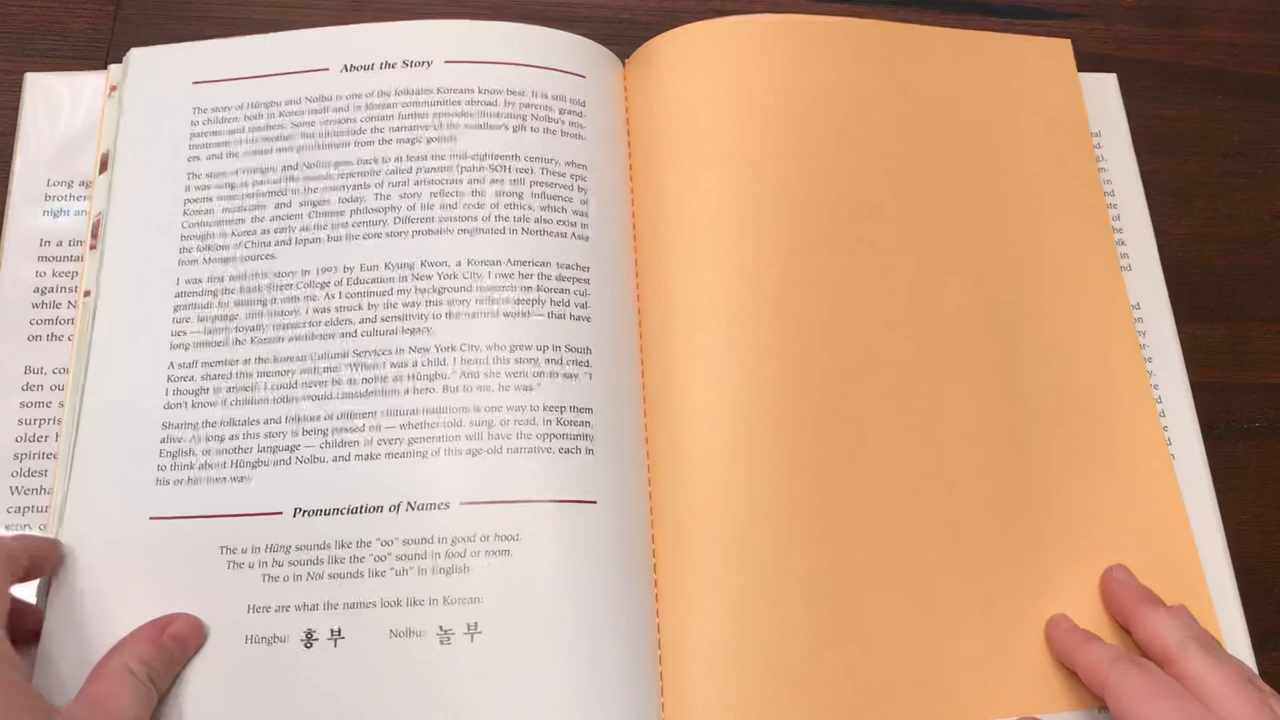 About the Story
The story of Hŭngbu and Nolbu is one of the folktales Koreans know best. It is still told
to children, both in Korea itself and in Korean communities abroad, by parents, grand-
parents, and teachers. Some versions contain further episodes illustrating Nolbu's mis-
treatment of his brother. But all include the narrative of the swallow's gift to the broth-
ers, and the punishment from the magic gourds.
The story of Hŭngbu and Nolbu goes back to at least the mid-eighteenth century, when
it was sung as part of the repertoire called p'ansori (pahn-SOH-ree). These epic
poems were performed in the courtyards of rural aristocrats and are still preserved by
Korean musicians and singers today. The story reflects the strong influence of
Confucianism, the ancient Chinese philosophy of life and code of ethics, which was
brought to Korea as early as the first century. Different versions of the tale also exist in
the folklore of China and Japan, but the core story probably originated in Northeast Asia
from Mongol sources.
I was first told this story in 1993 by Eun Kyung Kwon, a Korean-American teacher
attending the Bank Street College of Education in New York City. I owe her the deepest
gratitude for sharing it with me. As I continued my background research on Korean cul-
ture, language, and history, I was struck by the way this story reflects deeply held val-
ues — family loyalty, respect for elders, and sensitivity to the natural world — that have
long the Korean and cultural legacy.
A staff member at the Korean Cultural Services in New York City, who grew up in South
Korea, shared this memory with me. "When I was a child, I heard this story, and cried.
I thought to myself, I could never be as noble as Hŭngbu." And she went on to say, "I
don't know if children today would consider him a hero. But to me, he was."
Sharing the folktales and folklore of different cultural traditions is one way to keep them
alive. As long as this story is being passed on — whether told, sung, or read, in Korean,
English, or another language — children of every generation will have the opportunity
to think about Hŭngbu and Nolbu, and make meaning of this age-old narrative, each in
his or her own way.
Pronunciation of Names
The u in Hŭng sounds like the "oo" sound in good or hood.
The u in bu sounds like the "oo" sound in food or room.
The o in Nol sounds like "uh" in English
Here are what the names look like in Korean:
Hŭngbu: 흥 부 Nolbu: 놀 부
Long
brother
night
In a
to keep
against
while N
on the
But,
den
some
older
oldest
Wenha